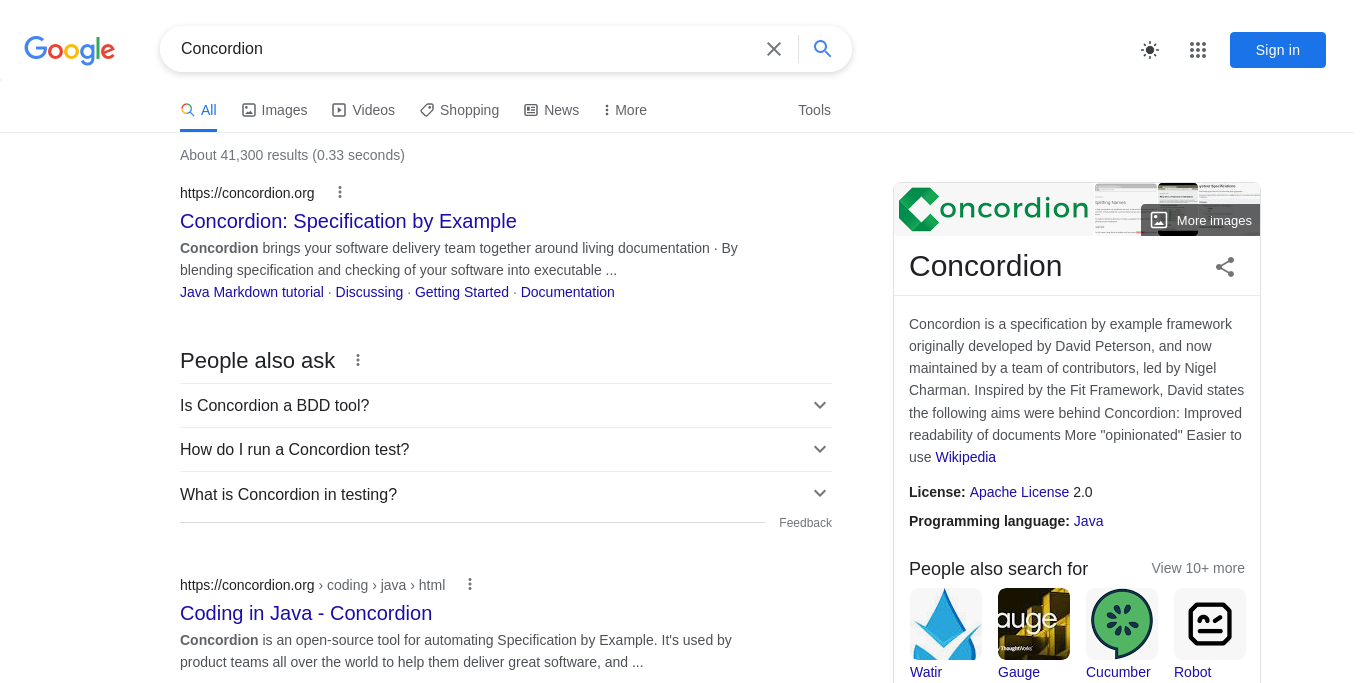 Google
Concordion
Sign in
All
Images
Videos
Shopping
News
More
Tools
About 41,300 results (0.33 seconds)
https://concordion.org
Concordion: Specification by Example
Concordion brings your software delivery team together around living documentation · By
blending specification and checking of your software into executable ...
Java Markdown tutorial · Discussing · Getting Started · Documentation
People also ask
Is Concordion a BDD tool?
How do I run a Concordion test?
What is Concordion in testing?
Feedback
https://concordion.org › coding › java › html
Coding in Java - Concordion
Concordion is an open-source tool for automating Specification by Example. It's used by
product teams all over the world to help them deliver great software, and ...
Concordion
More images
Concordion
Concordion is a specification by example framework
originally developed by David Peterson, and now
maintained by a team of contributors, led by Nigel
Charman. Inspired by the Fit Framework, David states
the following aims were behind Concordion: Improved
readability of documents More "opinionated" Easier to
use Wikipedia
License: Apache License 2.0
Programming language: Java
People also search for
View 10+ more
auge
ThoughtWorks
Watir
Gauge
Cucumber
Robot